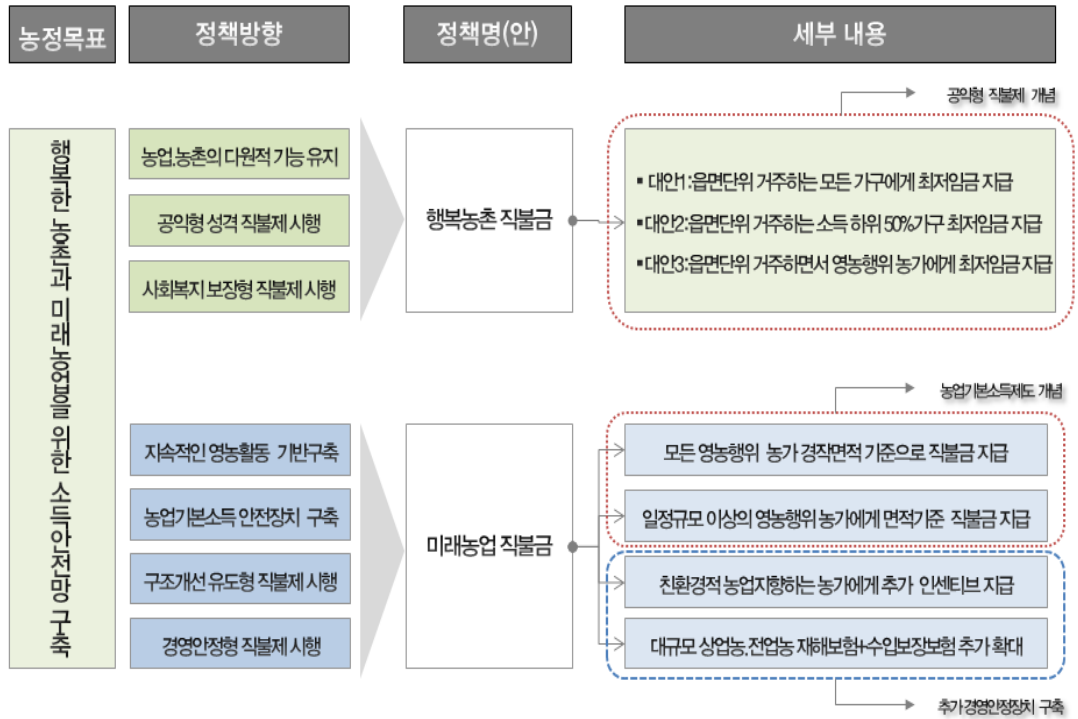 농정목표
정책방향
정책명(안)
세부 내용
행복한 농촌과 미래농업을 위한 소득안전망 구축
농업.농촌의 다원적 기능 유지
공익형 성격 직불제 시행
사회복지 보장형 직불제 시행
행복농촌 직불금
공익형 직불제 개념
▪ 대안1:읍면단위 거주하는 모든 가구에게 최저임금 지급
▪ 대안2:읍면단위 거주하는 소득 하위 50%가구 최저임금 지급
▪ 대안3:읍면단위 거주하면서 영농행위 농가에게 최저임금 지급
지속적인 영농활동 기반구축
농업기본소득 안전장치 구축
구조개선 유도형 직불제 시행
경영안정형 직불제 시행
미래농업 직불금
농업기본소득제도 개념
모든 영농행위 농가 경작면적 기준으로 직불금 지급
일정규모 이상의 영농행위 농가에게 면적기준 직불금 지급
친환경적 농업지향하는 농가에게 추가 인센티브 지급
대규모 상업농.전업농 재해보험+수입보장보험 추가 확대
추가 경영안정장치 구축